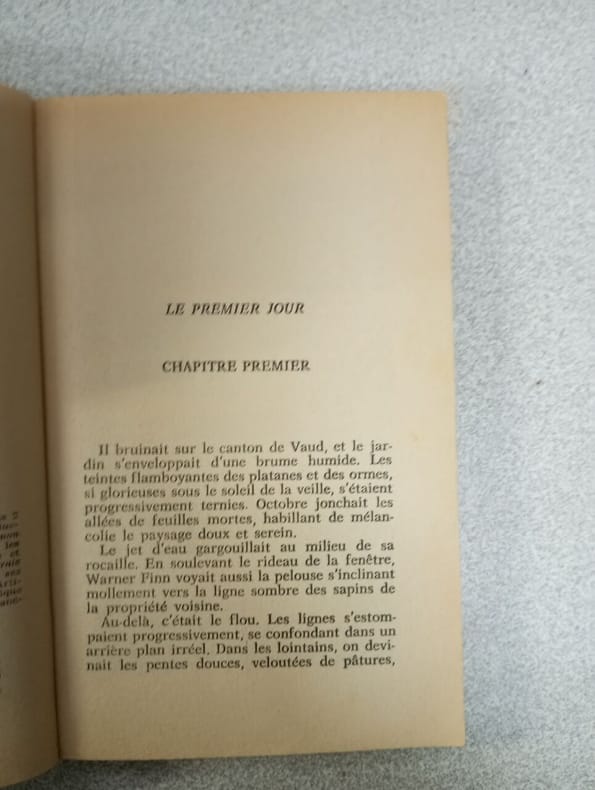 LE PREMIER JOUR
CHAPITRE PREMIER
Il bruinait sur le canton de Vaud, et le jar-
din s'enveloppait d'une brume humide. Les
teintes flamboyantes des platanes et des ormes,
si glorieuses sous le soleil de la veille, s'étaient
progressivement ternies. Octobre jonchait les
allées de feuilles mortes, habillant de mélan-
colie le paysage doux et serein.
Le jet d'eau gargouillait au milieu de sa
rocaille. En soulevant le rideau de la fenêtre,
Warner Finn voyait aussi la pelouse s'inclinant
mollement vers la ligne sombre des sapins de
la propriété voisine.
Au-delà, c'était le flou. Les lignes s'estom-
paient progressivement, se confondant dans un
arrière plan irréel. Dans les lointains, on devi-
nait les pentes douces, veloutées de pâtures,